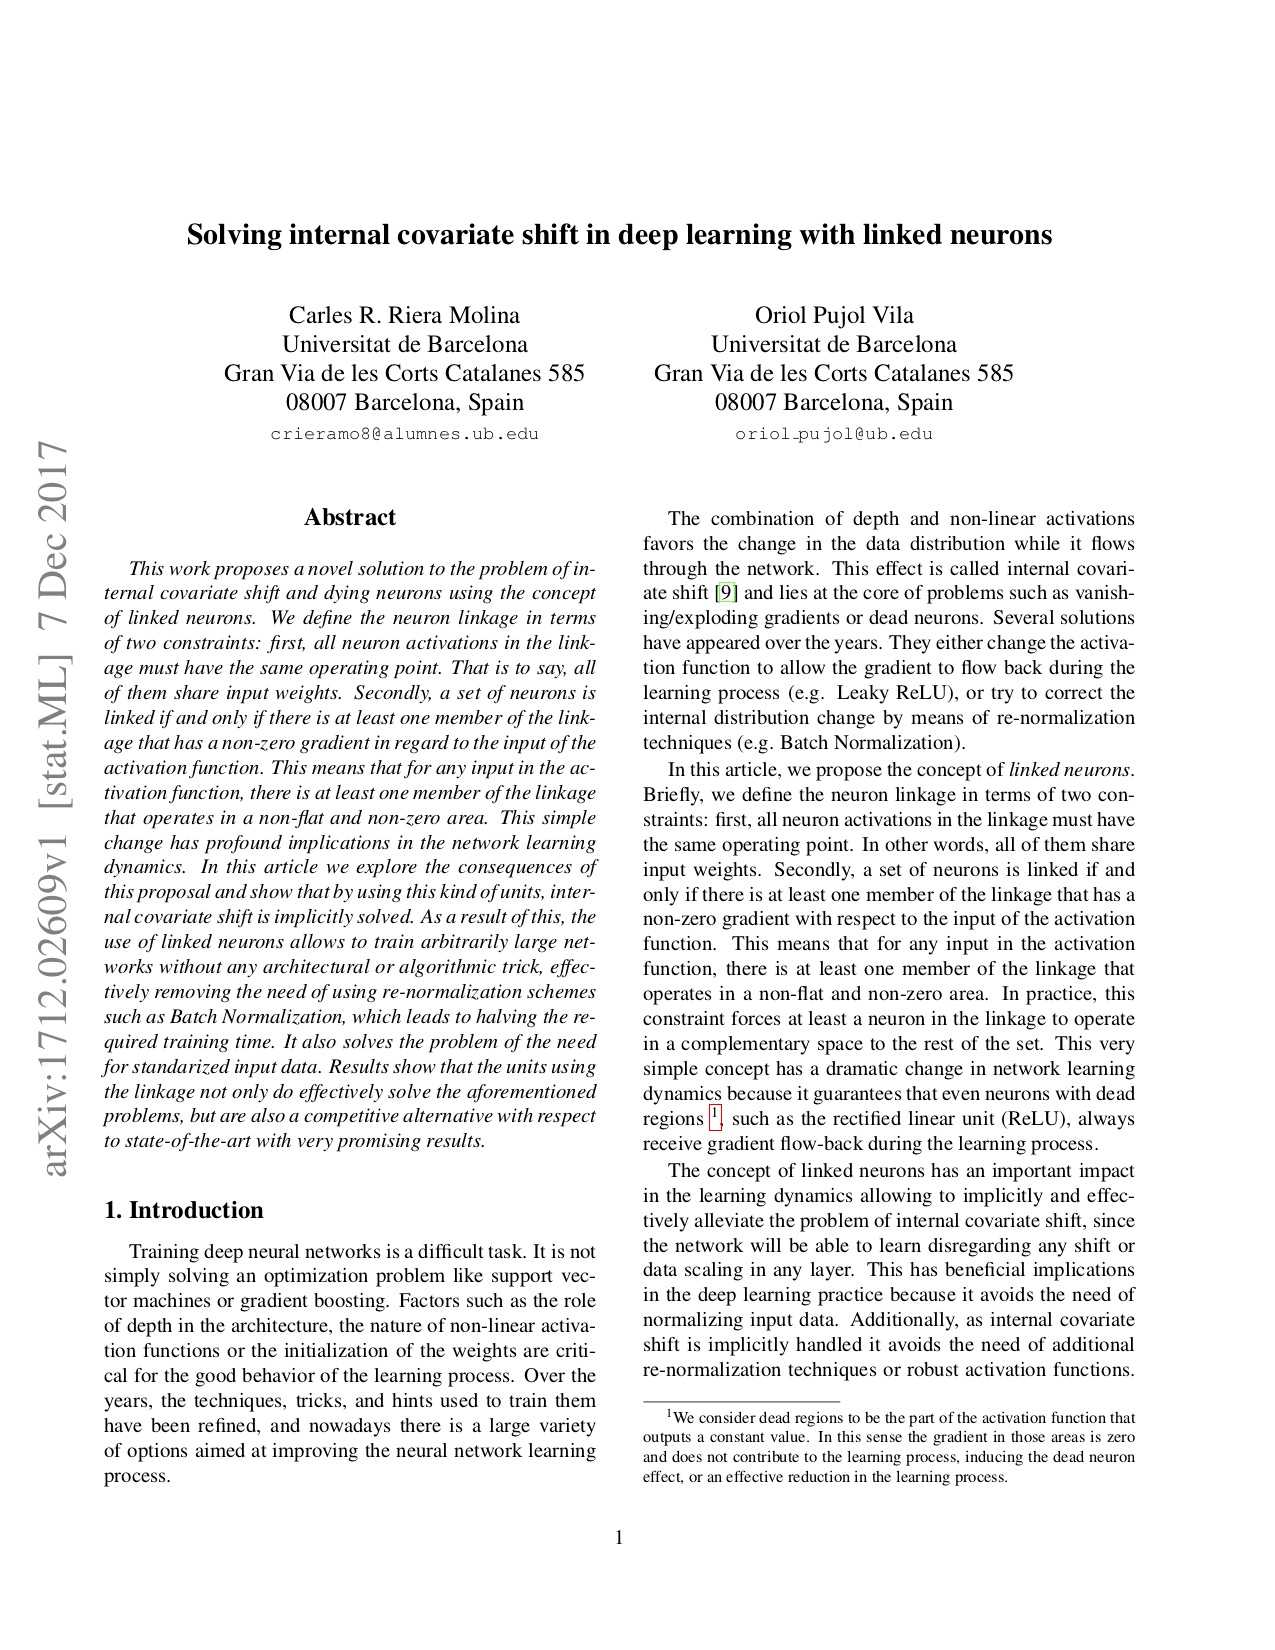 Solving internal covariate shift in deep learning with linked neurons
Carles R. Riera Molina
Universitat de Barcelona
Gran Via de les Corts Catalanes 585
08007 Barcelona, Spain
crieramo8@alumnes.ub.edu
Oriol Pujol Vila
Universitat de Barcelona
Gran Via de les Corts Catalanes 585
08007 Barcelona, Spain
oriol_pujol@ub.edu
arXiv:1712.02609v1 [stat.ML] 7 Dec 2017
Abstract
This work proposes a novel solution to the problem of in-
ternal covariate shift and dying neurons using the concept
of linked neurons. We define the neuron linkage in terms
of two constraints: first, all neuron activations in the link-
age must have the same operating point. That is to say, all
of them share input weights. Secondly, a set of neurons is
linked if and only if there is at least one member of the link-
age that has a non-zero gradient in regard to the input of the
activation function. This means that for any input in the ac-
tivation function, there is at least one member of the linkage
that operates in a non-flat and non-zero area. This simple
change has profound implications in the network learning
dynamics. In this article we explore the consequences of
this proposal and show that by using this kind of units, inter-
nal covariate shift is implicitly solved. As a result of this, the
use of linked neurons allows to train arbitrarily large net-
works without any architectural or algorithmic trick, effec-
tively removing the need of using re-normalization schemes
such as Batch Normalization, which leads to halving the re-
quired training time. It also solves the problem of the need
for standarized input data. Results show that the units using
the linkage not only do effectively solve the aforementioned
problems, but are also a competitive alternative with respect
to state-of-the-art with very promising results.
1. Introduction
Training deep neural networks is a difficult task. It is not
simply solving an optimization problem like support vec-
tor machines or gradient boosting. Factors such as the role
of depth in the architecture, the nature of non-linear activa-
tion functions or the initialization of the weights are criti-
cal for the good behavior of the learning process. Over the
years, the techniques, tricks, and hints used to train them
have been refined, and nowadays there is a large variety
of options aimed at improving the neural network learning
process.
The combination of depth and non-linear activations
favors the change in the data distribution while it flows
through the network. This effect is called internal covari-
ate shift [9] and lies at the core of problems such as vanish-
ing/exploding gradients or dead neurons. Several solutions
have appeared over the years. They either change the activa-
tion function to allow the gradient to flow back during the
learning process (e.g. Leaky ReLU), or try to correct the
internal distribution change by means of re-normalization
techniques (e.g. Batch Normalization).
In this article, we propose the concept of linked neurons.
Briefly, we define the neuron linkage in terms of two con-
straints: first, all neuron activations in the linkage must have
the same operating point. In other words, all of them share
input weights. Secondly, a set of neurons is linked if and
only if there is at least one member of the linkage that has a
non-zero gradient with respect to the input of the activation
function. This means that for any input in the activation
function, there is at least one member of the linkage that
operates in a non-flat and non-zero area. In practice, this
constraint forces at least a neuron in the linkage to operate
in a complementary space to the rest of the set. This very
simple concept has a dramatic change in network learning
dynamics because it guarantees that even neurons with dead
regions 1, such as the rectified linear unit (ReLU), always
receive gradient flow-back during the learning process.
The concept of linked neurons has an important impact
in the learning dynamics allowing to implicitly and effec-
tively alleviate the problem of internal covariate shift, since
the network will be able to learn disregarding any shift or
data scaling in any layer. This has beneficial implications
in the deep learning practice because it avoids the need of
normalizing input data. Additionally, as internal covariate
shift is implicitly handled it avoids the need of additional
re-normalization techniques or robust activation functions.
1We consider dead regions to be the part of the activation function that
outputs a constant value. In this sense the gradient in those areas is zero
and does not contribute to the learning process, inducing the dead neuron
effect, or an effective reduction in the learning process.
1